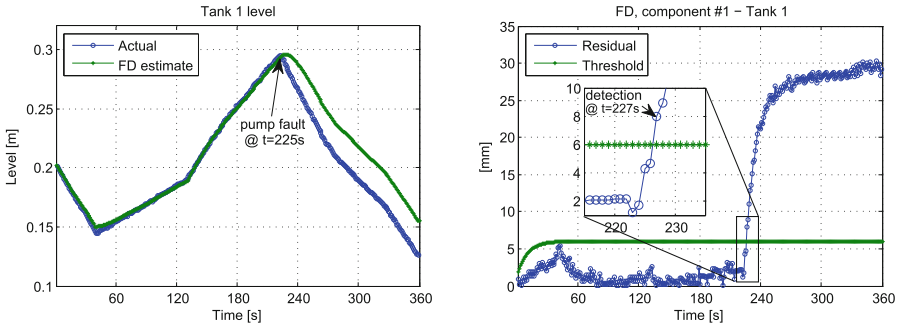 Tank 1 level
Actual
FD estimate
pump fault
@ t=225s
Level [m]
0.3
0.25
0.2
0.15
0.1
60
120
180
240
300
360
Time [s]
FD, component #1 − Tank 1
Residual
Threshold
detection
@ t=227s
10
8
6
4
2
220
230
[mm]
35
30
25
20
15
10
5
0
0
60
120
180
240
300
360
Time [s]